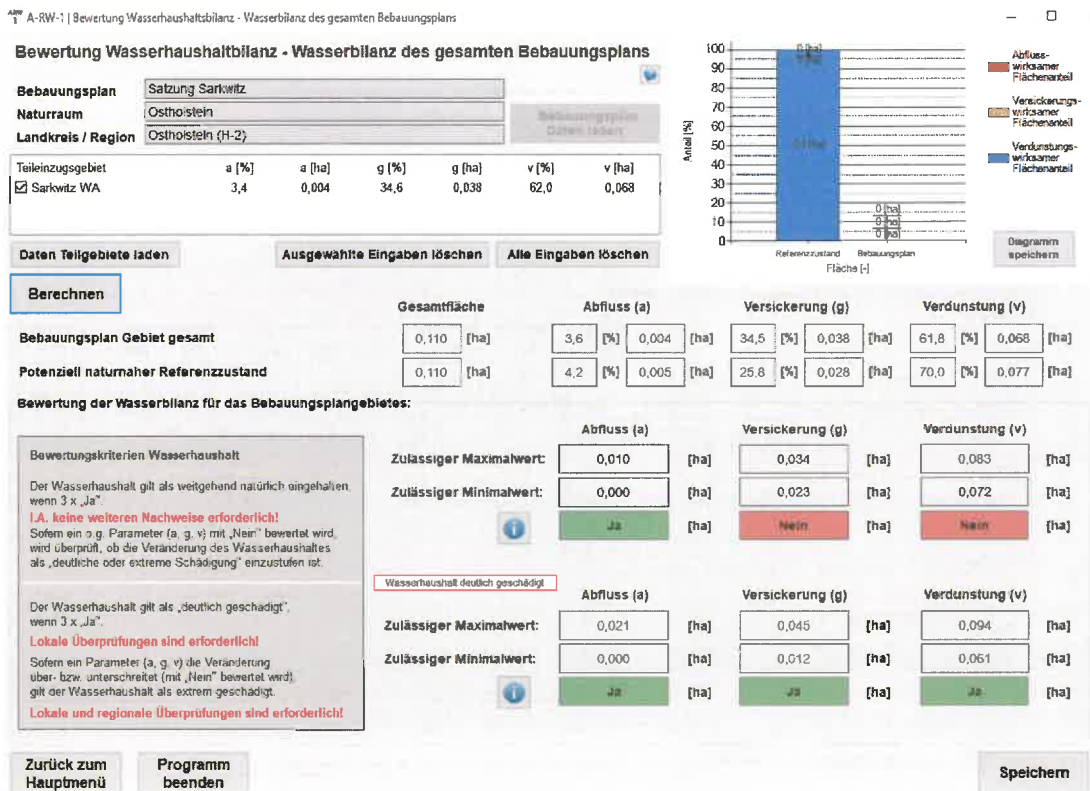 A-RW-1 | Bewertung Wasserhaushaltsbilanz - Wasserbilanz des gesamten Bebauungsplans
Bewertung Wasserhaushaltbilanz - Wasserbilanz des gesamten Bebauungsplans
Bebauungsplan Satzung Sarkwitz
Naturraum Ostholstein
Landkreis / Region Ostholstein (H-2)
Bebauungsplan
Daten laden
Teileinzugsgebiet a [%] a [ha] g [%] g [ha] v [%] v [ha]
Sarkwitz WA 3,4 0,004 34,6 0,038 62,0 0,068
Daten Teilgebiete laden Ausgewählte Eingaben löschen Alle Eingaben löschen
Anteil [%]
100
90
80
70
60
50
40
30
20
10
0
0 [ha]
0 [ha]
0 [ha]
0 [ha]
Referenzzustand Bebauungsplan
Fläche [-]
Abfluss-
wirksamer
Flächenanteil
Versickerungs-
wirksamer
Flächenanteil
Verdunstungs-
wirksamer
Flächenanteil
Diagramm
speichern
Berechnen
Gesamtfläche Abfluss (a) Versickerung (g) Verdunstung (v)
Bebauungsplan Gebiet gesamt 0,110 [ha] 3,6 [%] 0,004 [ha] 34,5 [%] 0,038 [ha] 61,8 [%] 0,068 [ha]
Potenziell naturnaher Referenzzustand 0,110 [ha] 4,2 [%] 0,005 [ha] 25,8 [%] 0,028 [ha] 70,0 [%] 0,077 [ha]
Bewertung der Wasserbilanz für das Bebauungsplangebietes:
Abfluss (a) Versickerung (g) Verdunstung (v)
Zulässiger Maximalwert: 0,010 [ha] 0,034 [ha] 0,083 [ha]
Zulässiger Minimalwert: 0,000 [ha] 0,023 [ha] 0,072 [ha]
Ja [ha] Nein [ha] Nein [ha]
Bewertungskriterien Wasserhaushalt
Der Wasserhaushalt gilt als weitgehend natürlich eingehalten,
wenn 3 x „Ja".
I.A. keine weiteren Nachweise erforderlich!
Sofern ein o.g. Parameter (a, g, v) mit „Nein" bewertet wird,
wird überprüft, ob die Veränderung des Wasserhaushaltes
als „deutliche oder extreme Schädigung" einzustufen ist.
Der Wasserhaushalt gilt als „deutlich geschädigt",
wenn 3 x „Ja".
Lokale Überprüfungen sind erforderlich!
Sofern ein Parameter (a, g, v) die Veränderung
über- bzw. unterschreitet (mit „Nein" bewertet wird),
gilt der Wasserhaushalt als extrem geschädigt.
Lokale und regionale Überprüfungen sind erforderlich!
Wasserhaushalt deutlich geschädigt
Abfluss (a) Versickerung (g) Verdunstung (v)
Zulässiger Maximalwert: 0,021 [ha] 0,045 [ha] 0,094 [ha]
Zulässiger Minimalwert: 0,000 [ha] 0,012 [ha] 0,061 [ha]
Ja [ha] Ja [ha] Ja [ha]
Zurück zum
Hauptmenü
Programm
beenden
Speichern